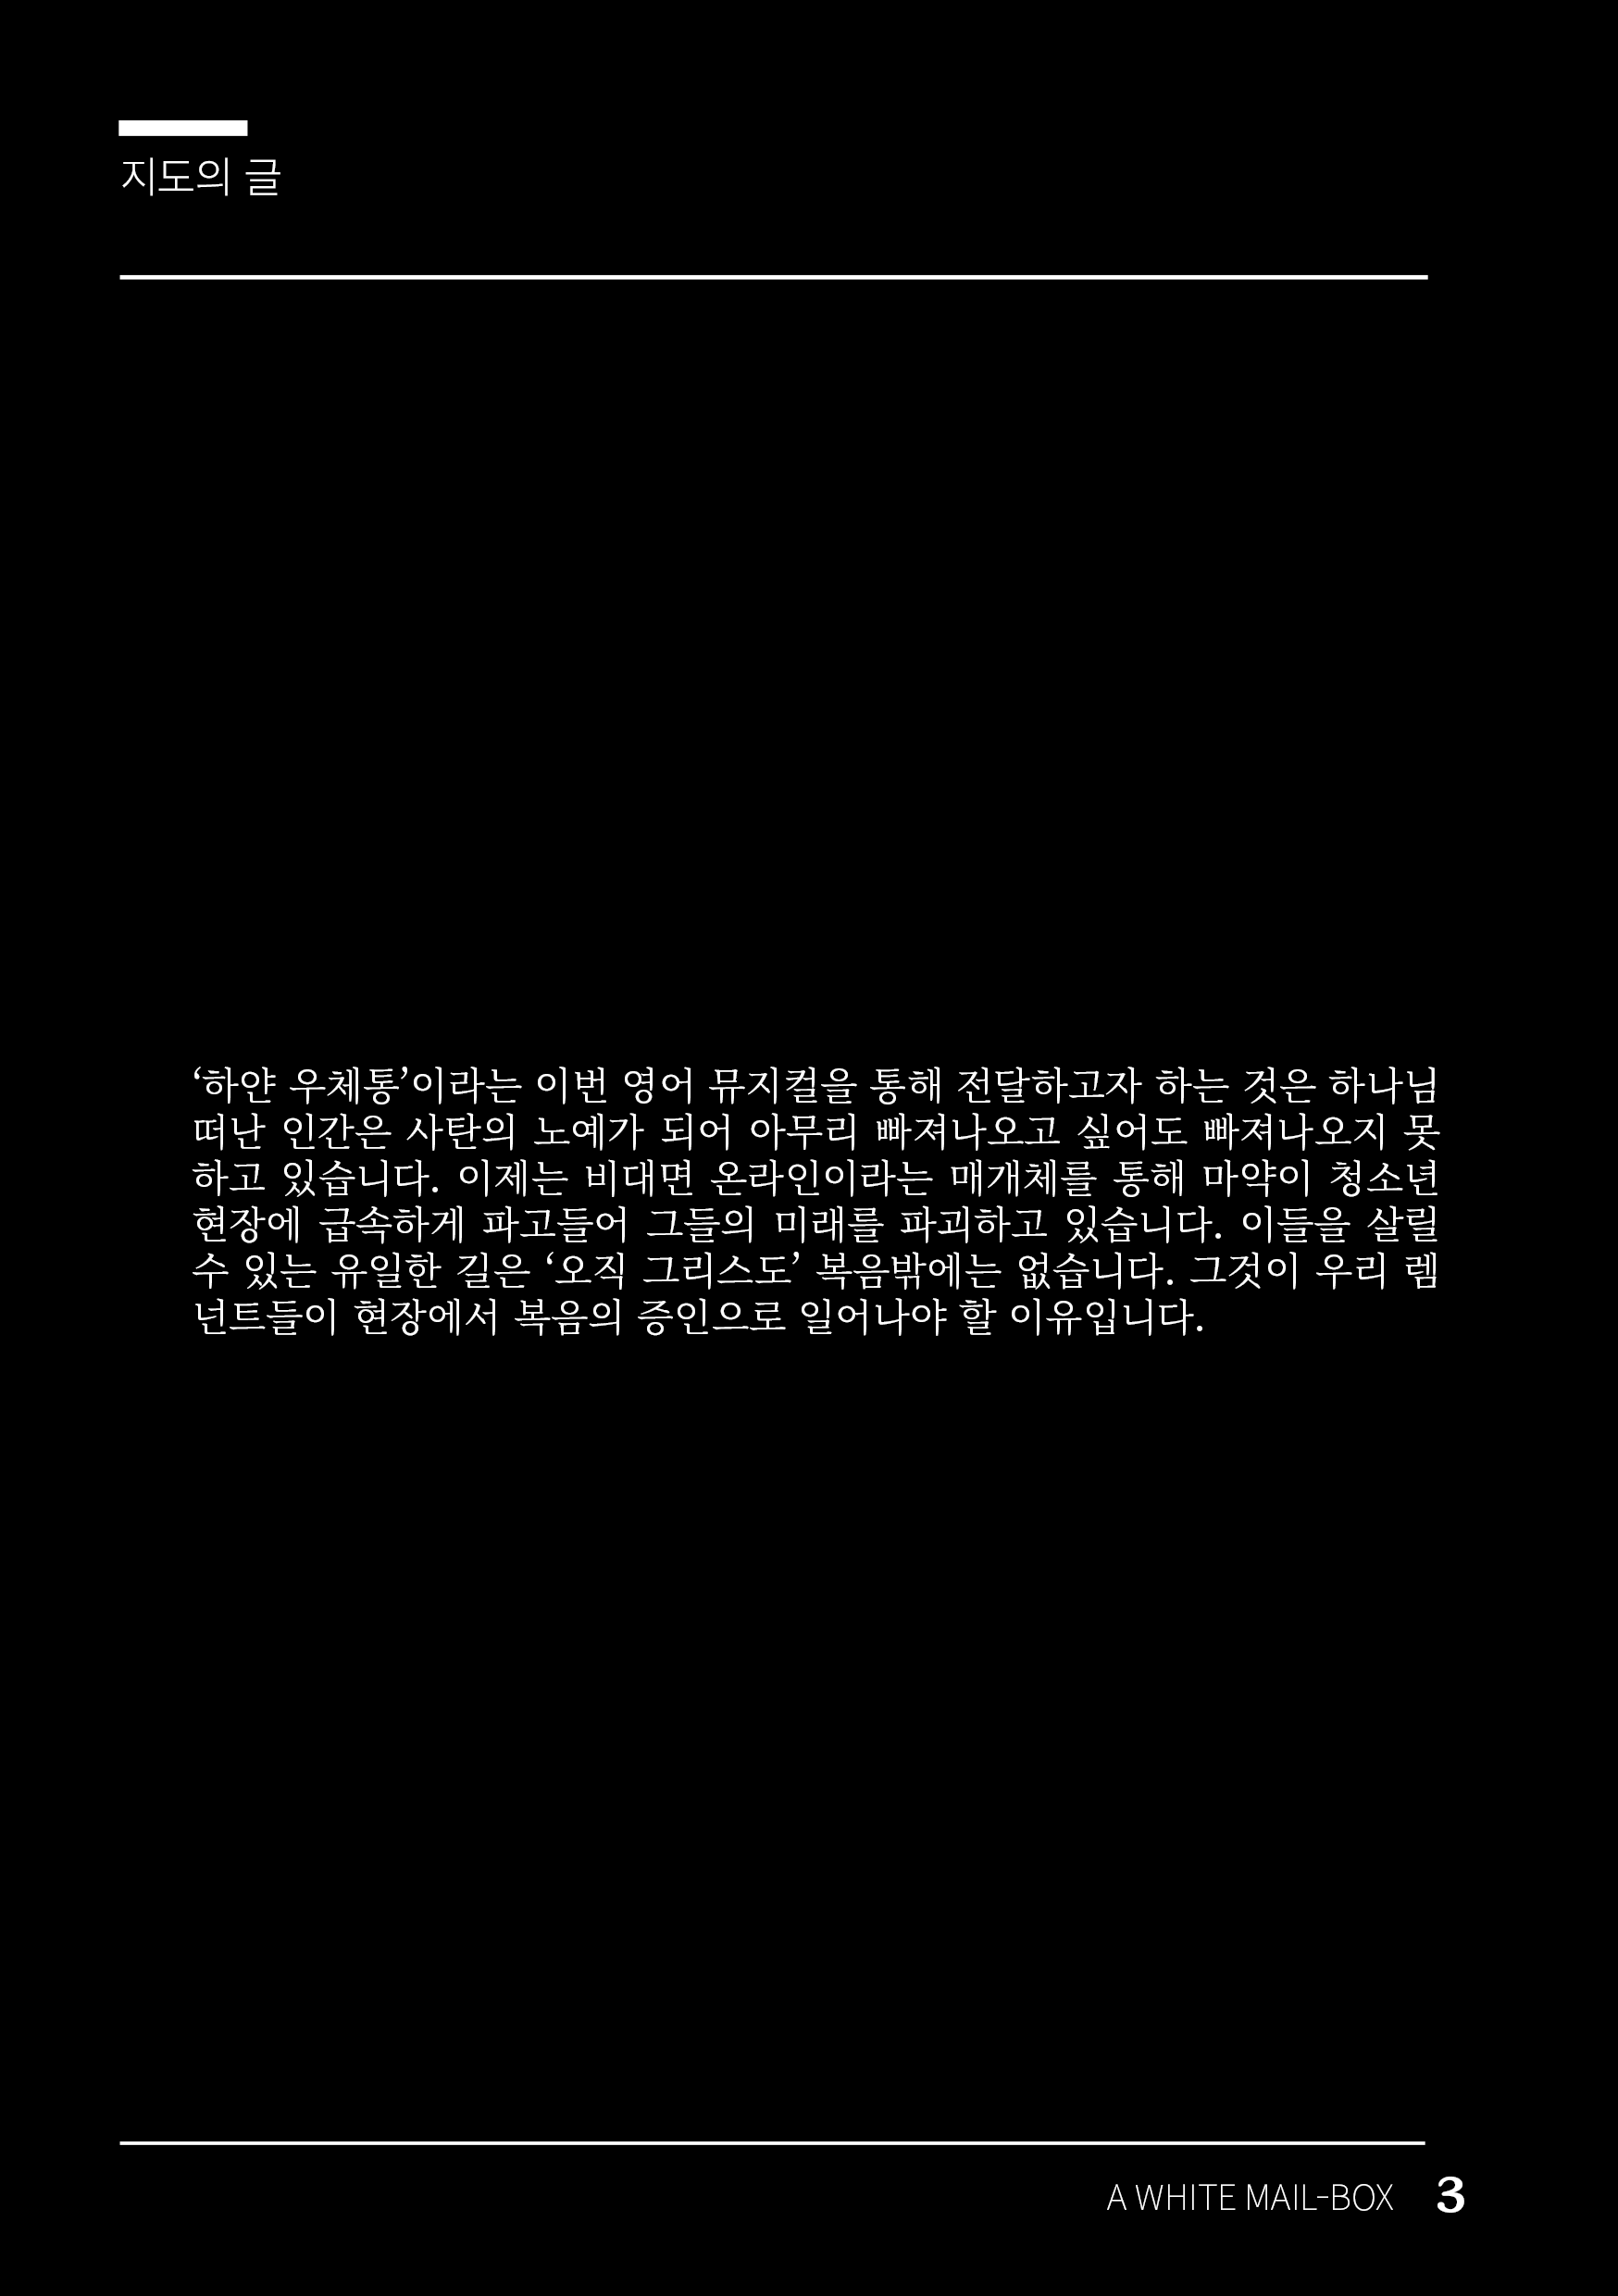 지도의 글
‘하얀 우체통’이라는 이번 영어 뮤지컬을 통해 전달하고자 하는 것은 하나님
떠난 인간은 사탄의 노예가 되어 아무리 빠져나오고 싶어도 빠져나오지 못
하고 있습니다. 이제는 비대면 온라인이라는 매개체를 통해 마약이 청소년
현장에 급속하게 파고들어 그들의 미래를 파괴하고 있습니다. 이들을 살릴
수 있는 유일한 길은 ‘오직 그리스도’ 복음밖에는 없습니다. 그것이 우리 렘
넌트들이 현장에서 복음의 증인으로 일어나야 할 이유입니다.
A WHITE MAIL-BOX 3